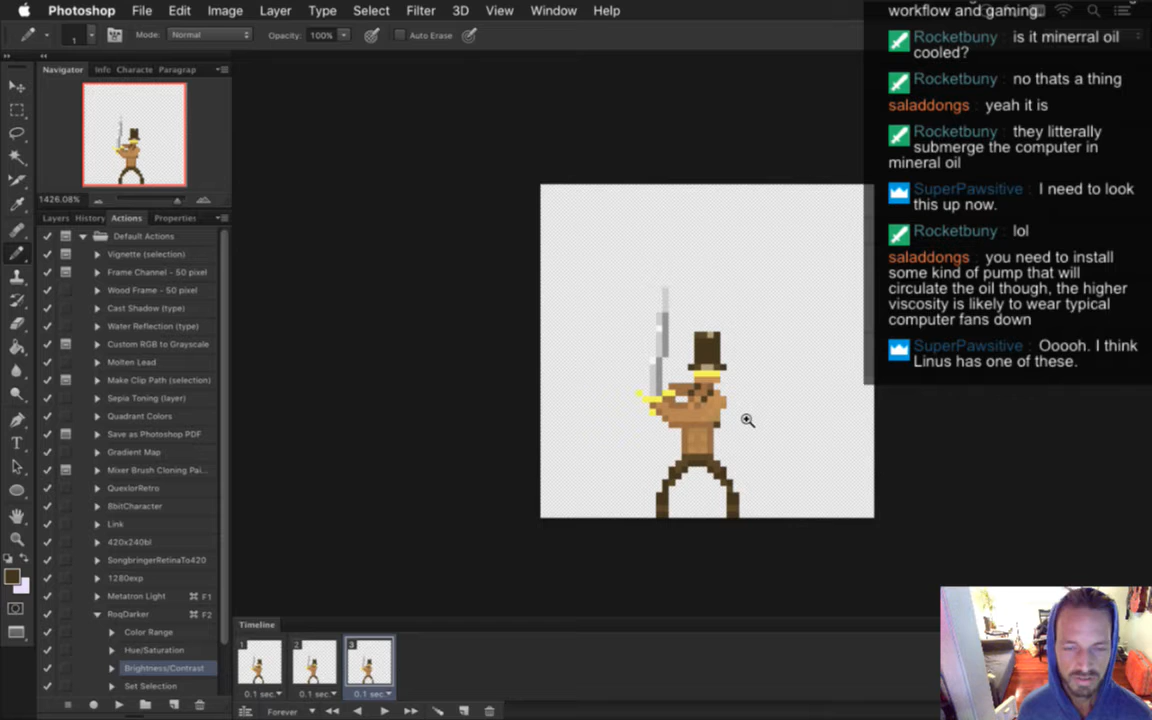 Photoshop File Edit Image Layer Type Select Filter 3D View Window Help
workflow and gaming.
1 Mode: Normal Opacity: 100% Auto Erase
Rocketbuny : is it minerral oil
cooled?
Navigator Info Characte Paragrap
Rocketbuny : no thats a thing
saladdongs : yeah it is
Rocketbuny : they litterally
submerge the computer in
mineral oil
SuperPawsitive : I need to look
this up now.
1426.08%
Layers History Actions Properties
Rocketbuny : lol
Default Actions
Vignette (selection)
saladdongs : you need to install
some kind of pump that will
circulate the oil though, the higher
viscosity is likely to wear typical
computer fans down
Frame Channel - 50 pixel
Wood Frame - 50 pixel
Cast Shadow (type)
Water Reflection (type)
Custom RGB to Grayscale
SuperPawsitive : Ooooh. I think
Linus has one of these.
Molten Lead
Make Clip Path (selection)
Sepia Toning (layer)
Quadrant Colors
Save as Photoshop PDF
Gradient Map
Mixer Brush Cloning Pai...
QuexlorRetro
8bitCharacter
Link
420x240bl
SongbringerRetinaTo420
1280exp
Metatron Light ⌘ F1
RoqDarker ⌘ F2
Color Range
Hue/Saturation
Brightness/Contrast
Set Selection
Timeline
1 2 3
0.1 sec. 0.1 sec. 0.1 sec.
Forever